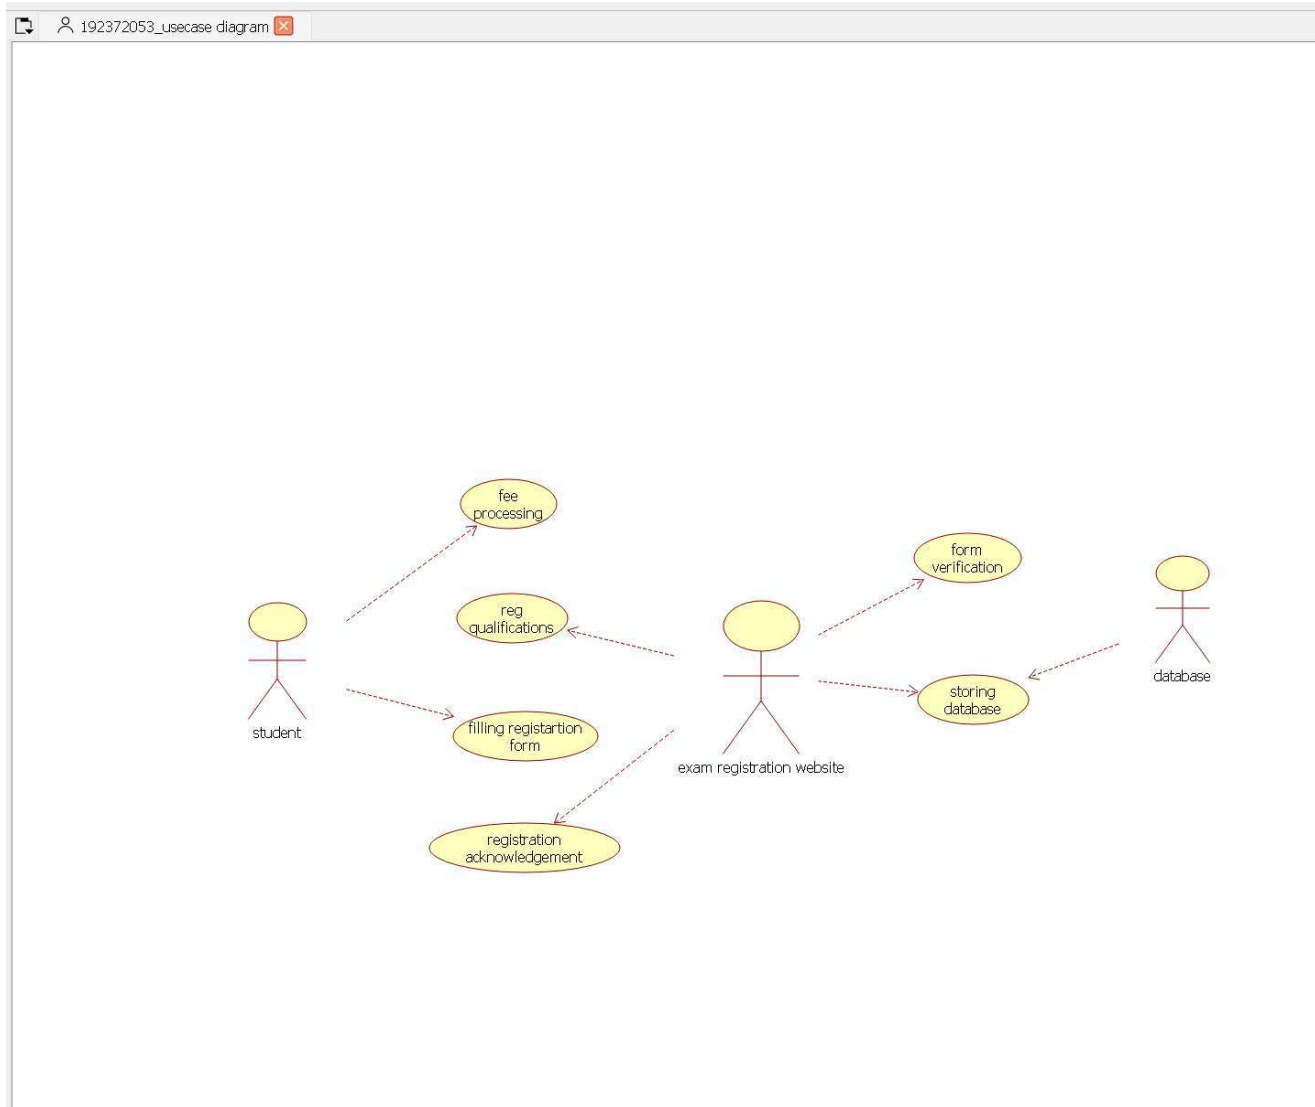 192372053_usecase diagram
fee
processing
form
verification
reg
qualifications
storing
database
database
student
filling registartion
form
exam registration website
registration
acknowledgement